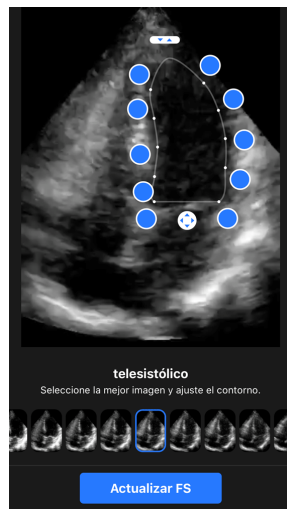 telesistólico
Seleccione la mejor imagen y ajuste el contorno.
Actualizar FS